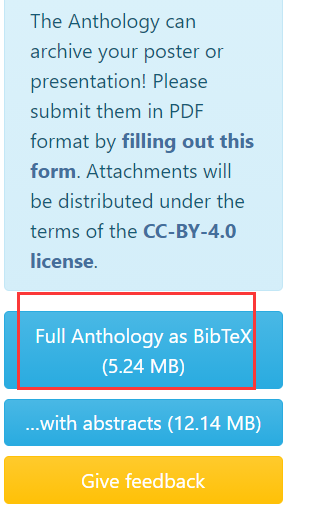 The Anthology can
archive your poster or
presentation! Please
submit them in PDF
format by filling out this
form. Attachments will
be distributed under the
terms of the CC-BY-4.0
license.
Full Anthology as BibTeX
(5.24 MB)
...with abstracts (12.14 MB)
Give feedback